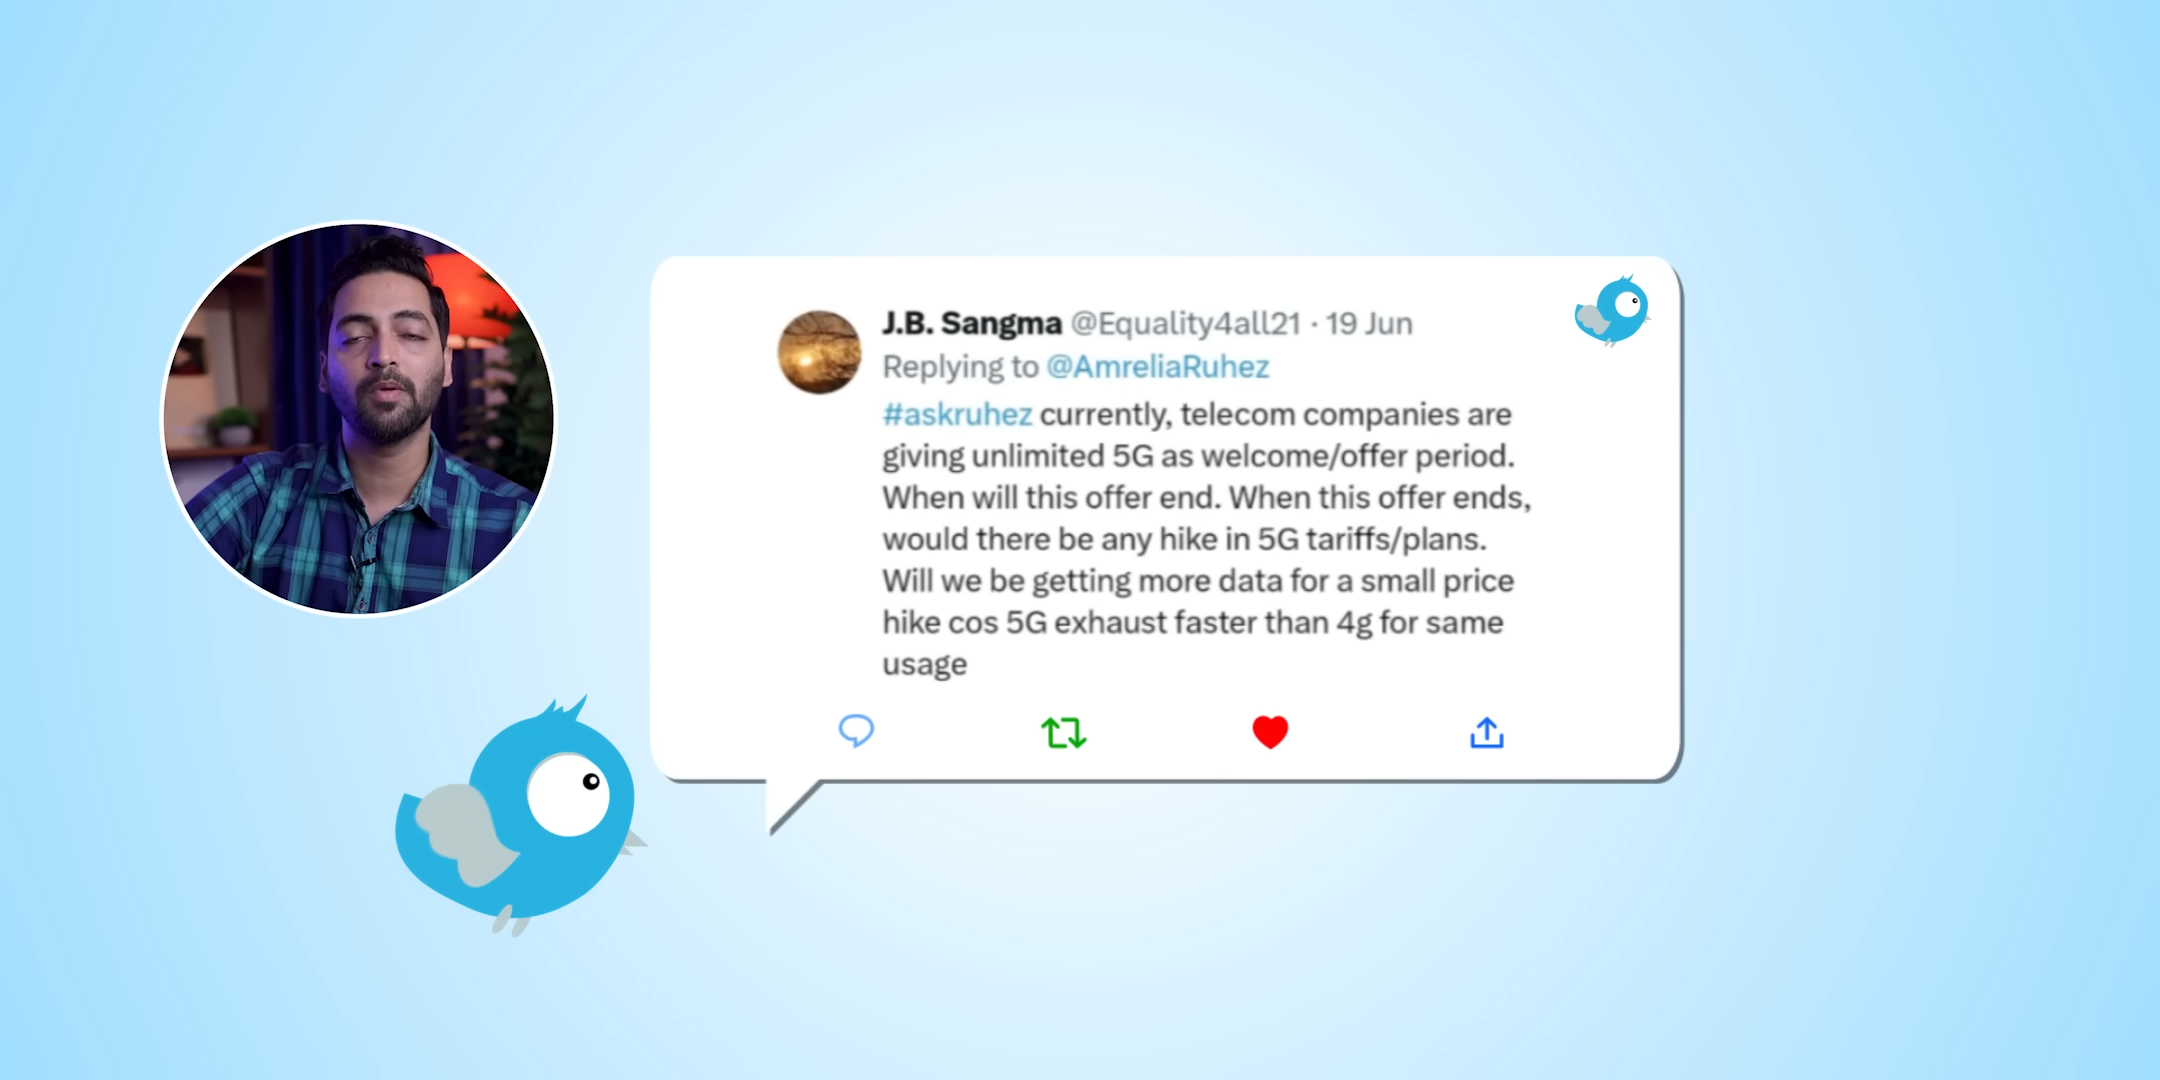 J.B. Sangma @Equality4all21 · 19 Jun
Replying to @AmreliaRuhez
#askruhez currently, telecom companies are
giving unlimited 5G as welcome/offer period.
When will this offer end. When this offer ends,
would there be any hike in 5G tariffs/plans.
Will we be getting more data for a small price
hike cos 5G exhaust faster than 4g for same
usage